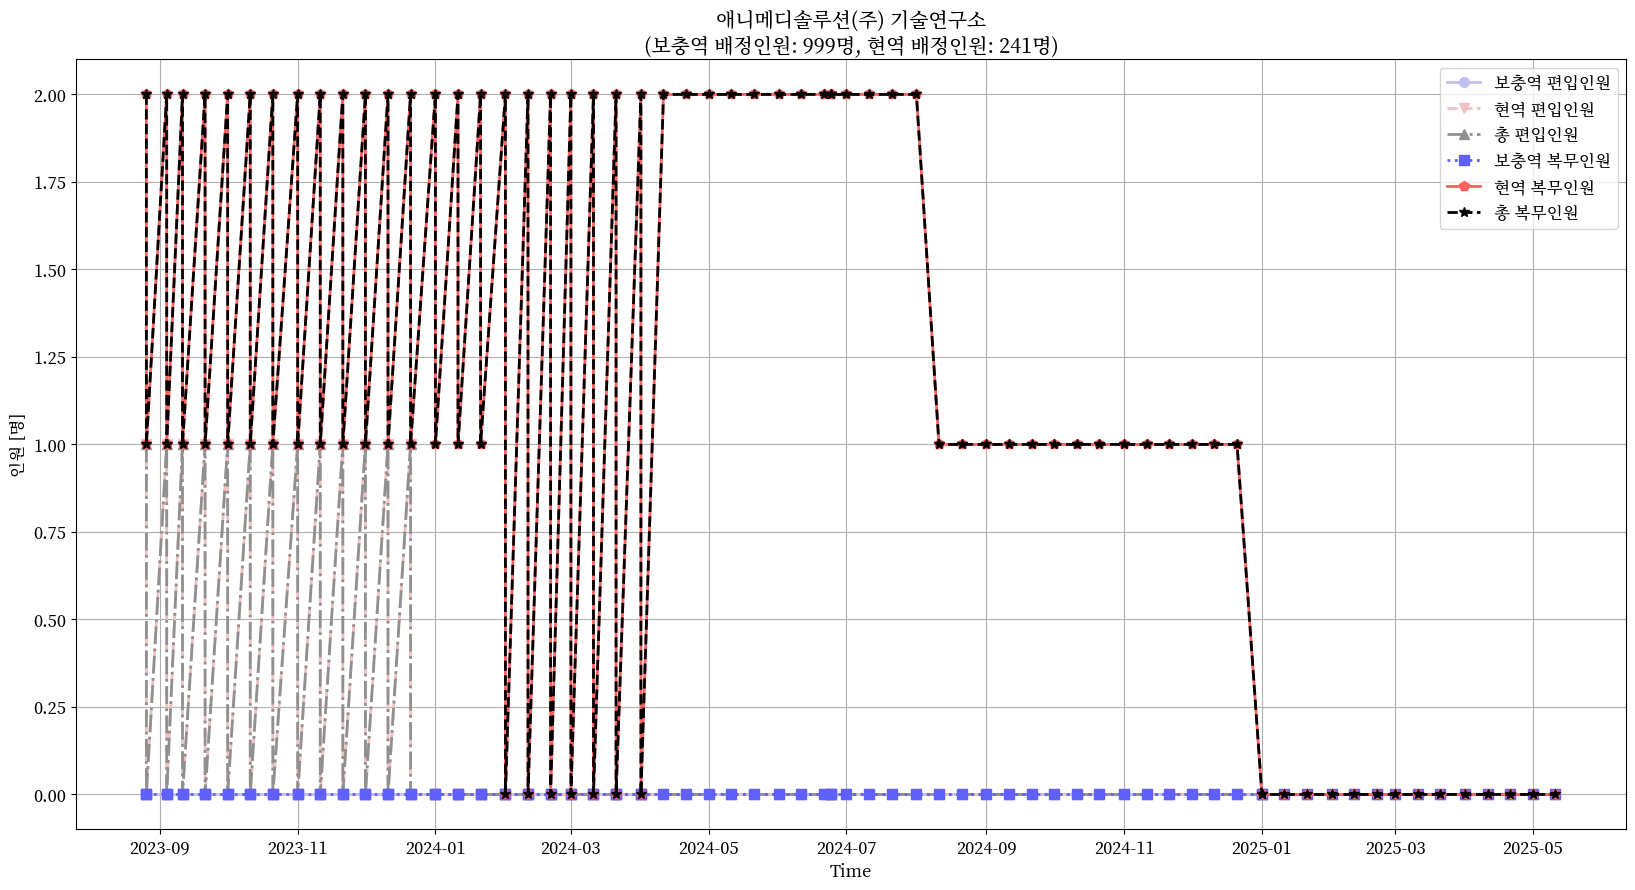 애니메디솔루션(주) 기술연구소
(보충역 배정인원: 999명, 현역 배정인원: 241명)
보충역 편입인원
현역 편입인원
총 편입인원
보충역 복무인원
현역 복무인원
총 복무인원
인원 [명]
2.00
1.75
1.50
1.25
1.00
0.75
0.50
0.25
0.00
2023-09 2023-11 2024-01 2024-03 2024-05 2024-07 2024-09 2024-11 2025-01 2025-03 2025-05
Time